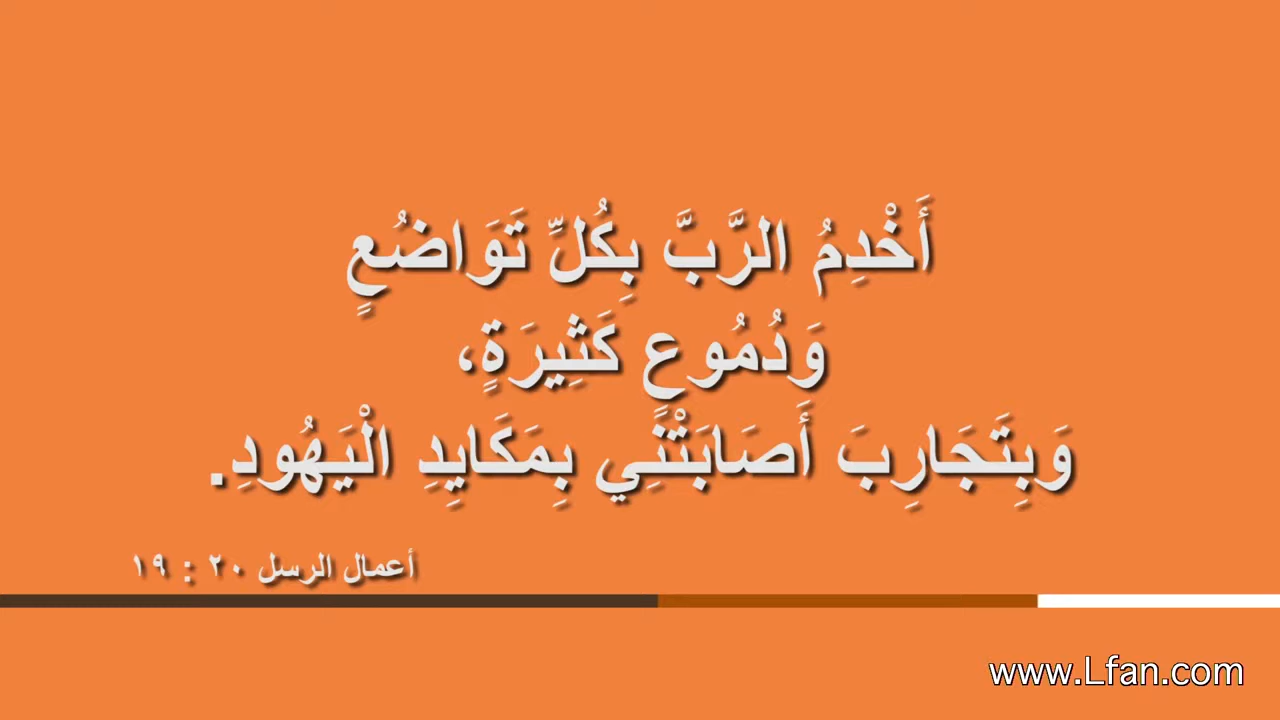 أَخْدِمُ الرَّبَّ بِكُلِّ تَوَاضُعٍ
وَدُمُوعٍ كَثِيرَةٍ،
وَبِتَجَارِبَ أَصَابَتْنِي بِمَكَايِدِ الْيَهُودِ.
أعمال الرسل ٢٠ : ١٩
www.Lfan.com